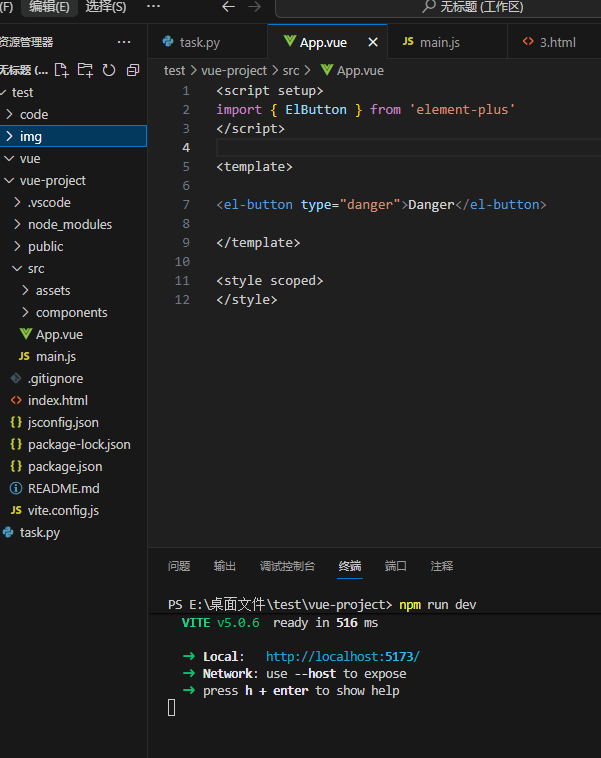 (F) 编辑(E) 选择(S) ··· ← → 无标题 (工作区)
资源管理器 ···
无标题 (...
test
code
img
vue
vue-project
.vscode
node_modules
public
src
assets
components
App.vue
JS main.js
.gitignore
<> index.html
{} jsconfig.json
{} package-lock.json
{} package.json
README.md
JS vite.config.js
task.py
task.py App.vue × JS main.js <> 3.html
test > vue-project > src > App.vue
1 <script setup>
2 import { ElButton } from 'element-plus'
3 </script>
4
5 <template>
6
7 <el-button type="danger">Danger</el-button>
8
9 </template>
10
11 <style scoped>
12 </style>
问题 输出 调试控制台 终端 端口 注释
PS E:\桌面文件\test\vue-project> npm run dev
VITE v5.0.6 ready in 516 ms
➜ Local: http://localhost:5173/
➜ Network: use --host to expose
➜ press h + enter to show help